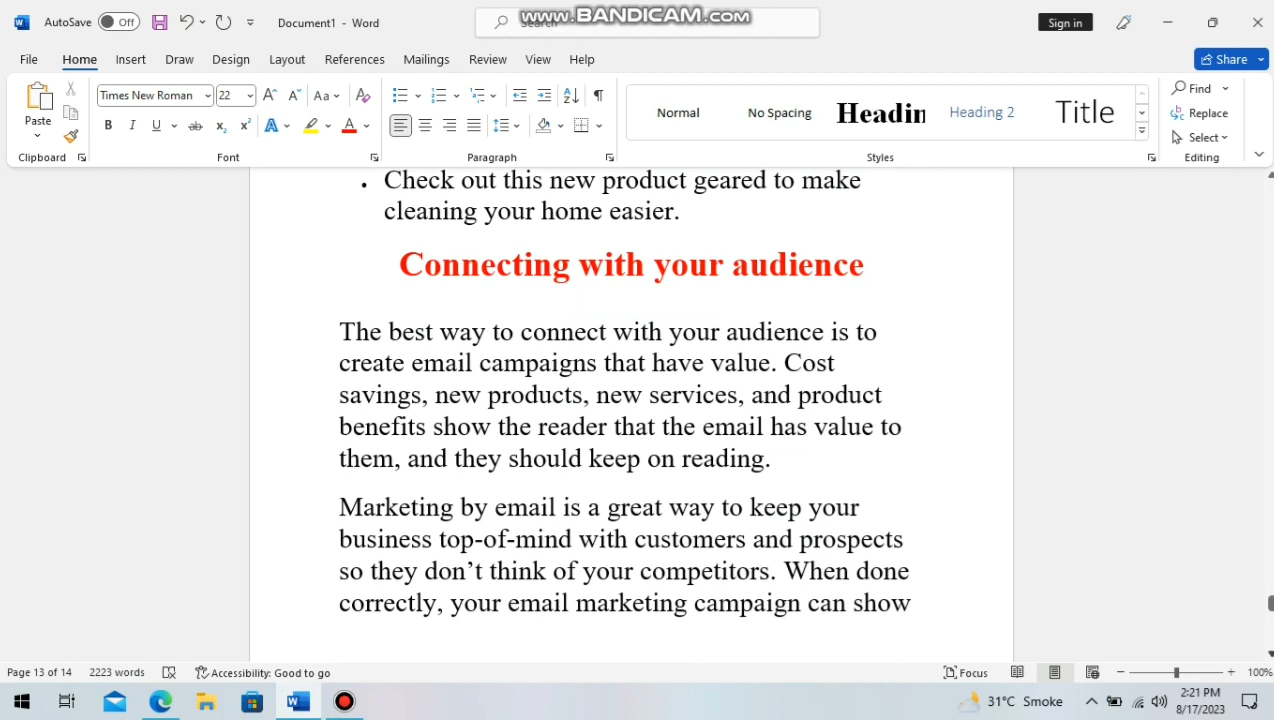 www.BANDICAM.com
AutoSave Off Document1 - Word Search Sign in
File Home Insert Draw Design Layout References Mailings Review View Help Share
Paste Times New Roman 22 Aa Normal No Spacing Headin Heading 2 Title Find
Replace
Select
Clipboard Font Paragraph Styles Editing
• Check out this new product geared to make
cleaning your home easier.
Connecting with your audience
The best way to connect with your audience is to
create email campaigns that have value. Cost
savings, new products, new services, and product
benefits show the reader that the email has value to
them, and they should keep on reading.
Marketing by email is a great way to keep your
business top-of-mind with customers and prospects
so they don’t think of your competitors. When done
correctly, your email marketing campaign can show
Page 13 of 14 2223 words Accessibility: Good to go Focus 100%
31°C Smoke 2:21 PM
8/17/2023